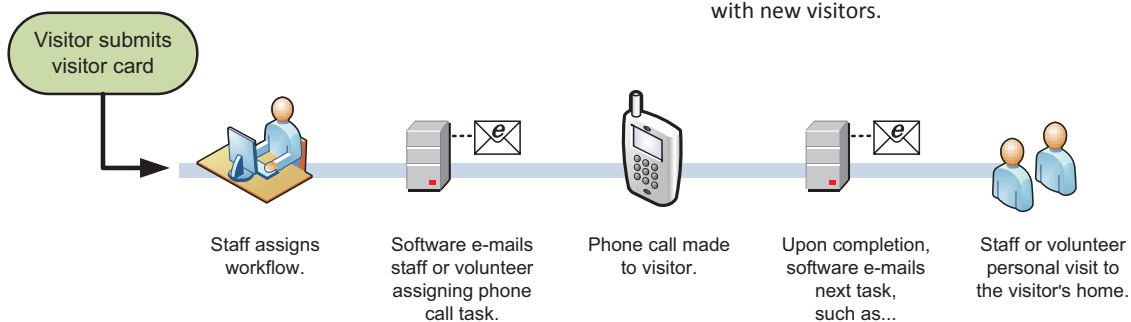 with new visitors.
Visitor submits
visitor card
e
e
Staff assigns
workflow.
Software e-mails
staff or volunteer
assigning phone
call task.
Phone call made
to visitor.
Upon completion,
software e-mails
next task,
such as...
Staff or volunteer
personal visit to
the visitor's home.